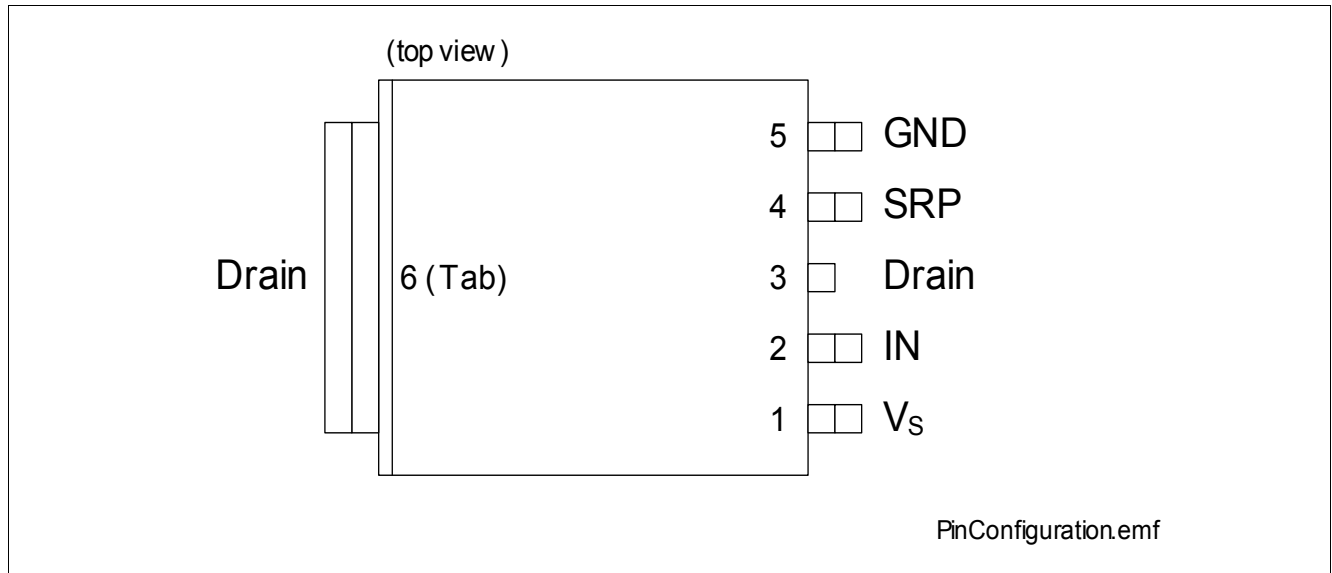 (top view)
5 GND
4 SRP
Drain 6 (Tab) 3 Drain
2 IN
1 VS
PinConfiguration.emf